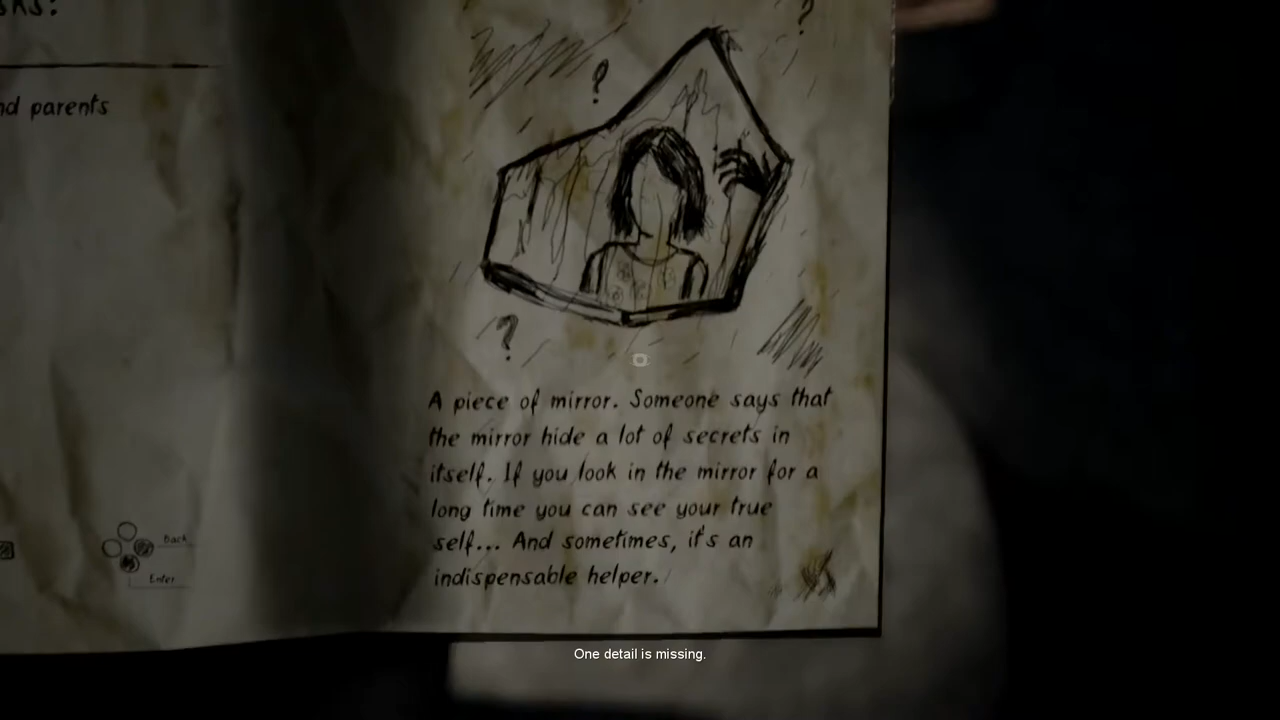 nd parents
?
?
?
A piece of mirror. Someone says that
the mirror hide a lot of secrets in
itself. If you look in the mirror for a
long time you can see your true
self... And sometimes, it's an
indispensable helper.
Back
Enter
One detail is missing.